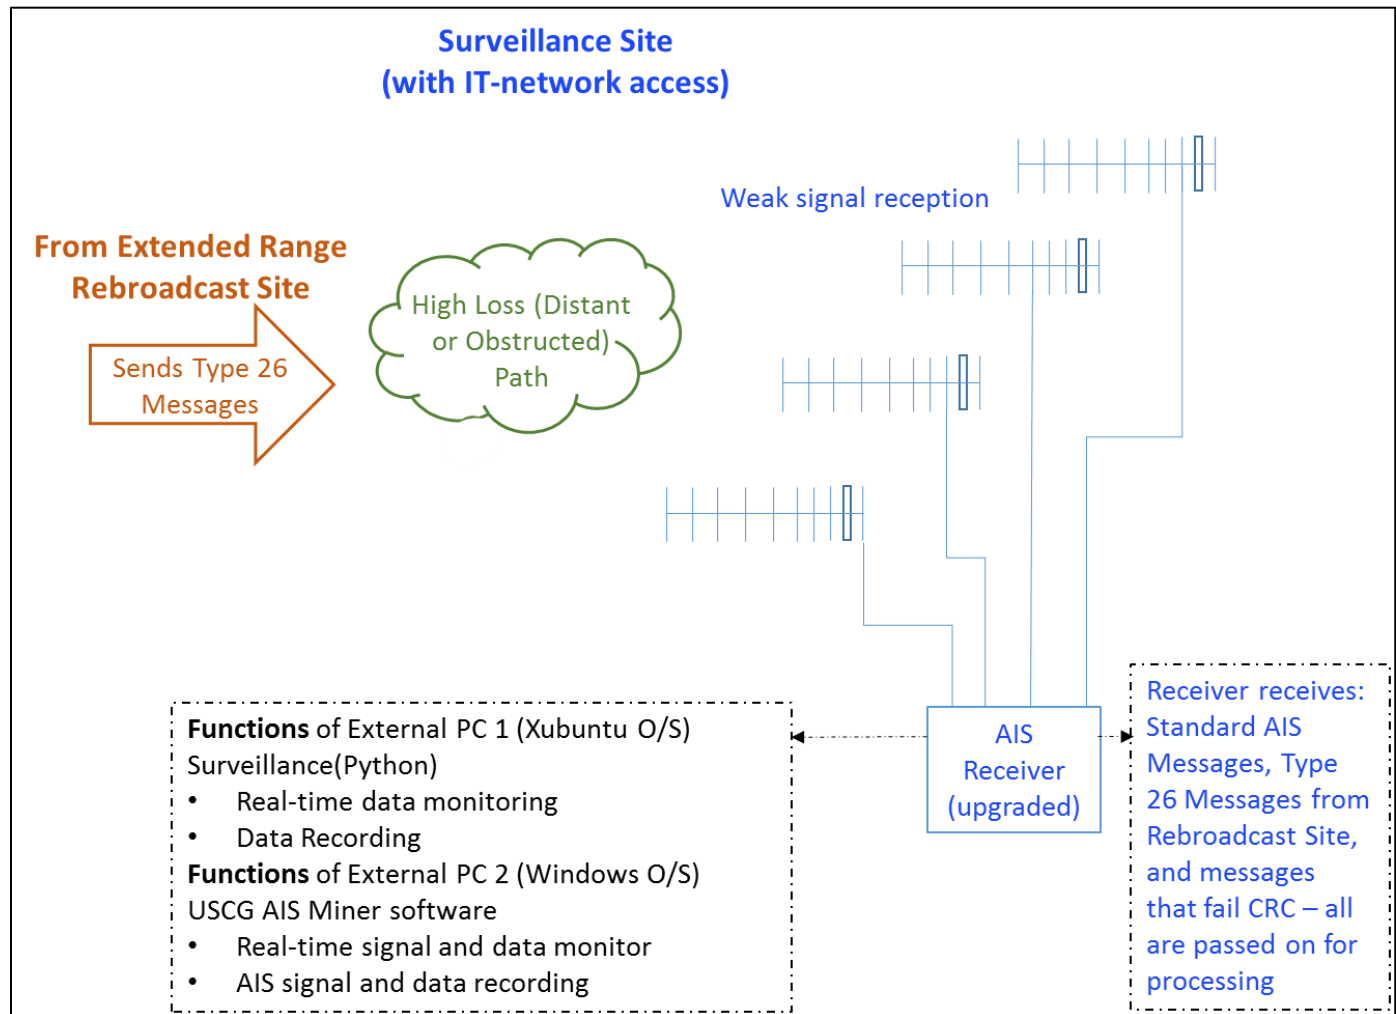 Surveillance Site
(with IT-network access)
Weak signal reception
From Extended Range
Rebroadcast Site
Sends Type 26
Messages
High Loss (Distant
or Obstructed)
Path
Functions of External PC 1 (Xubuntu O/S)
Surveillance(Python)
• Real-time data monitoring
• Data Recording
Functions of External PC 2 (Windows O/S)
USCG AIS Miner software
• Real-time signal and data monitor
• AIS signal and data recording
AIS
Receiver
(upgraded)
Receiver receives:
Standard AIS
Messages, Type
26 Messages from
Rebroadcast Site,
and messages
that fail CRC – all
are passed on for
processing